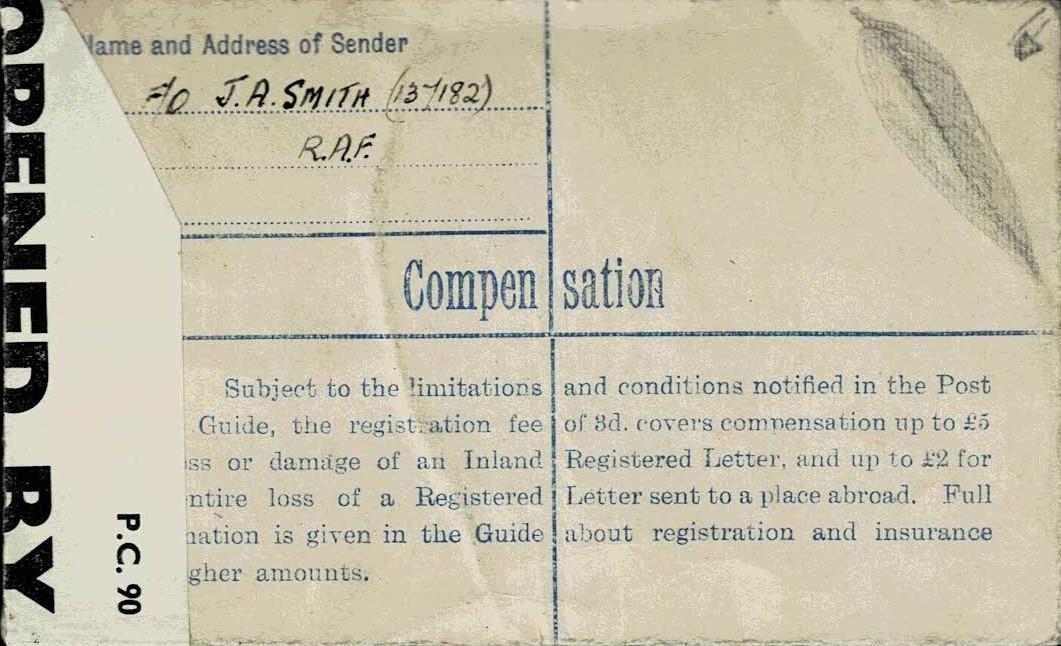 OPENED BY
P.C. 90
Name and Address of Sender
F/O J.A. SMITH (137182)
R.A.F.
Compensation
Subject to the limitations and conditions notified in the Post
Guide, the registration fee of 3d. covers compensation up to £5
ss or damage of an Inland Registered Letter, and up to £2 for
ntire loss of a Registered Letter sent to a place abroad. Full
nation is given in the Guide about registration and insurance
gher amounts.